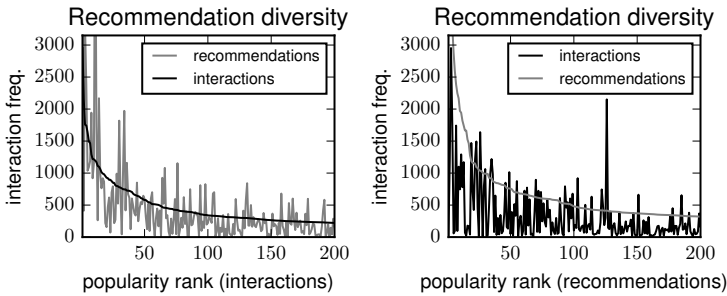 Recommendation diversity
interaction freq.
3000
2500
2000
1500
1000
500
0
recommendations
interactions
50
100
150
200
popularity rank (interactions)
Recommendation diversity
interaction freq.
3000
2500
2000
1500
1000
500
0
interactions
recommendations
50
100
150
200
popularity rank (recommendations)